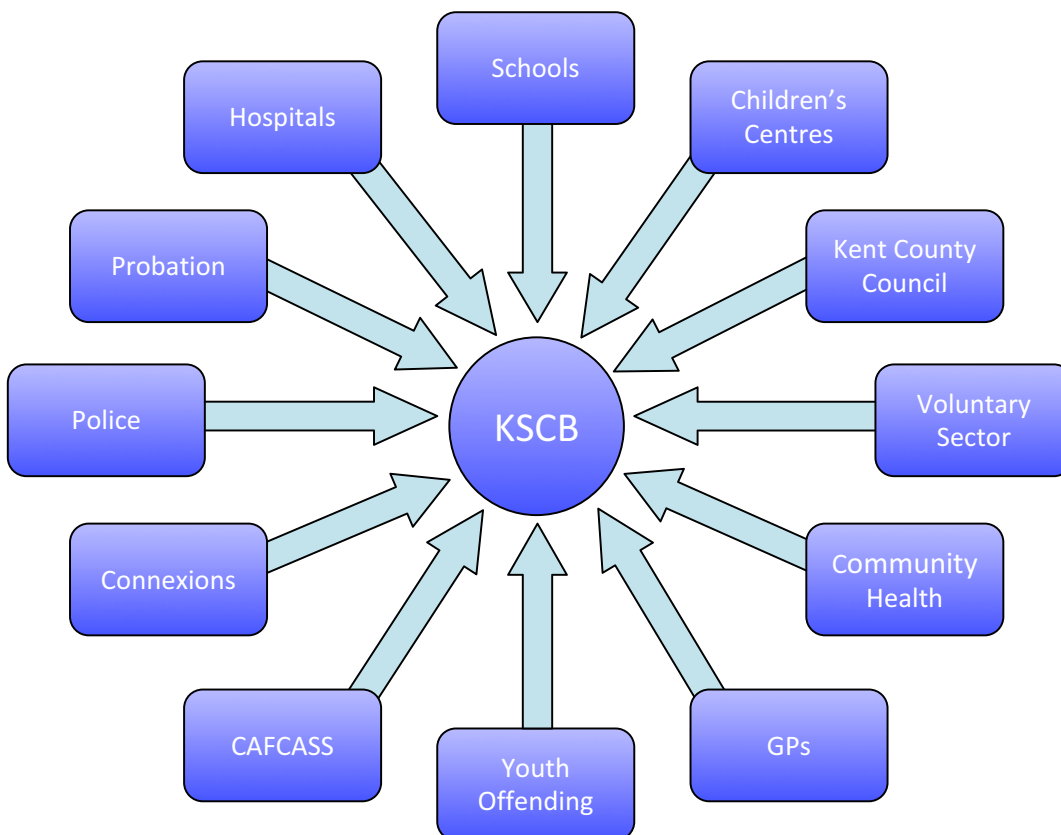 Schools
Hospitals
Children's
Centres
Probation
Kent County
Council
Police
KSCB
Voluntary
Sector
Connexions
Community
Health
CAFCASS
Youth
Offending
GPs